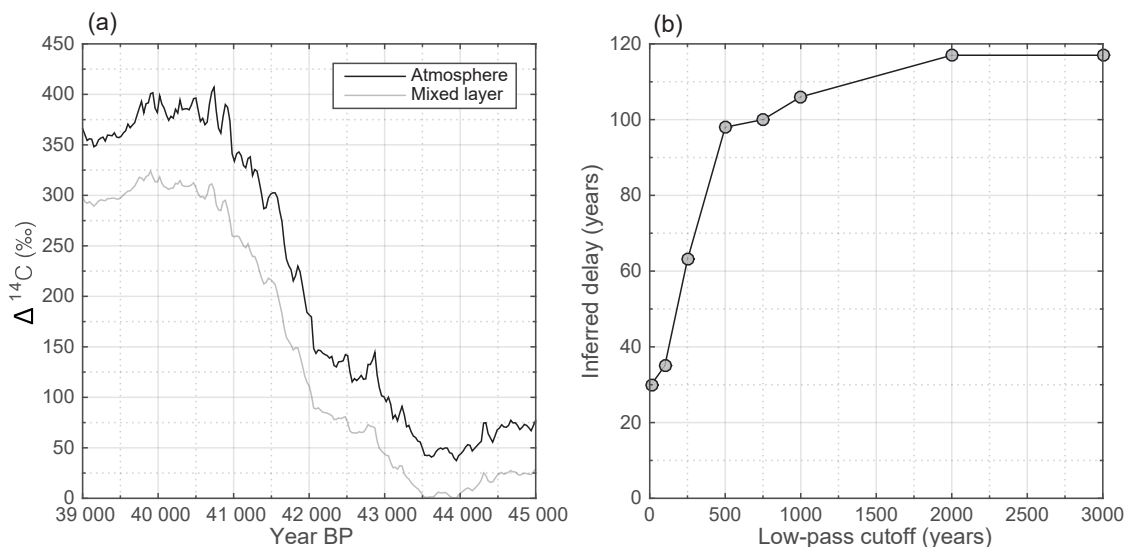 (a)
450
400
350
300
250
200
150
100
50
0
Δ 14C (‰)
Atmosphere
Mixed layer
39 000 40 000 41 000 42 000 43 000 44 000 45 000
Year BP
(b)
120
100
80
60
40
20
0
Inferred delay (years)
0 500 1000 1500 2000 2500 3000
Low-pass cutoff (years)